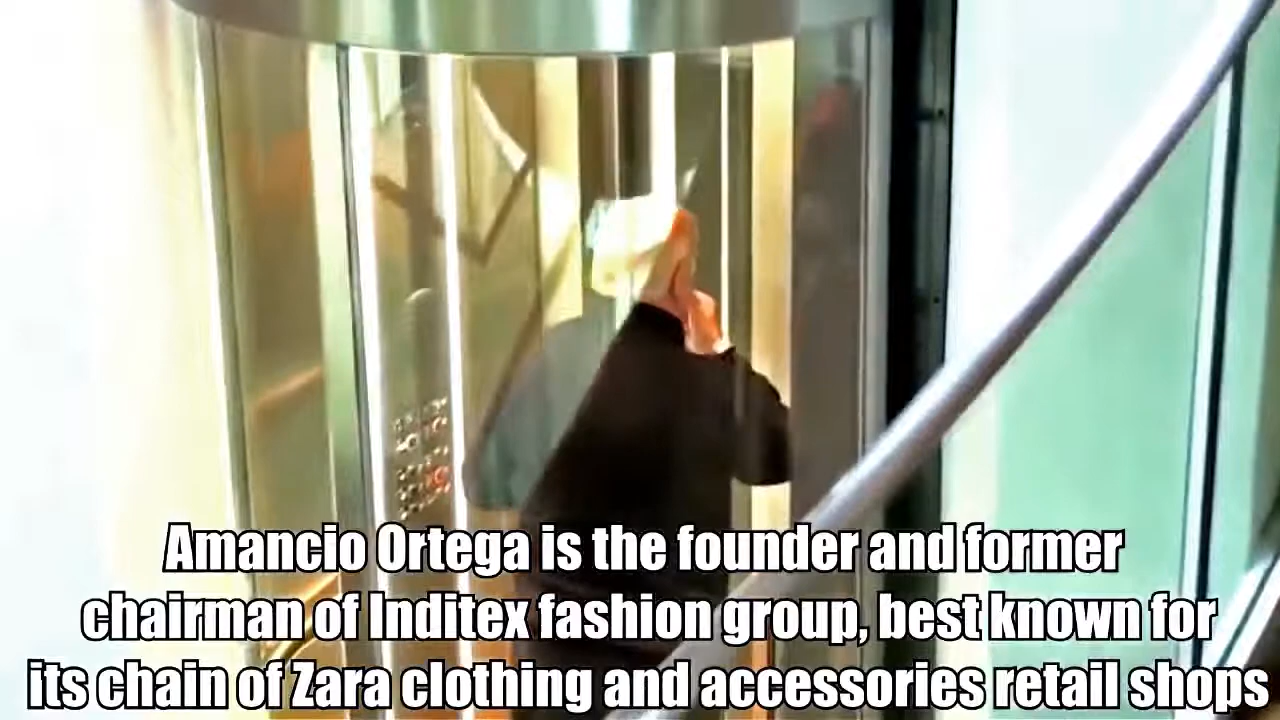 Amancio Ortega is the founder and former
chairman of Inditex fashion group, best known for
its chain of Zara clothing and accessories retail shops